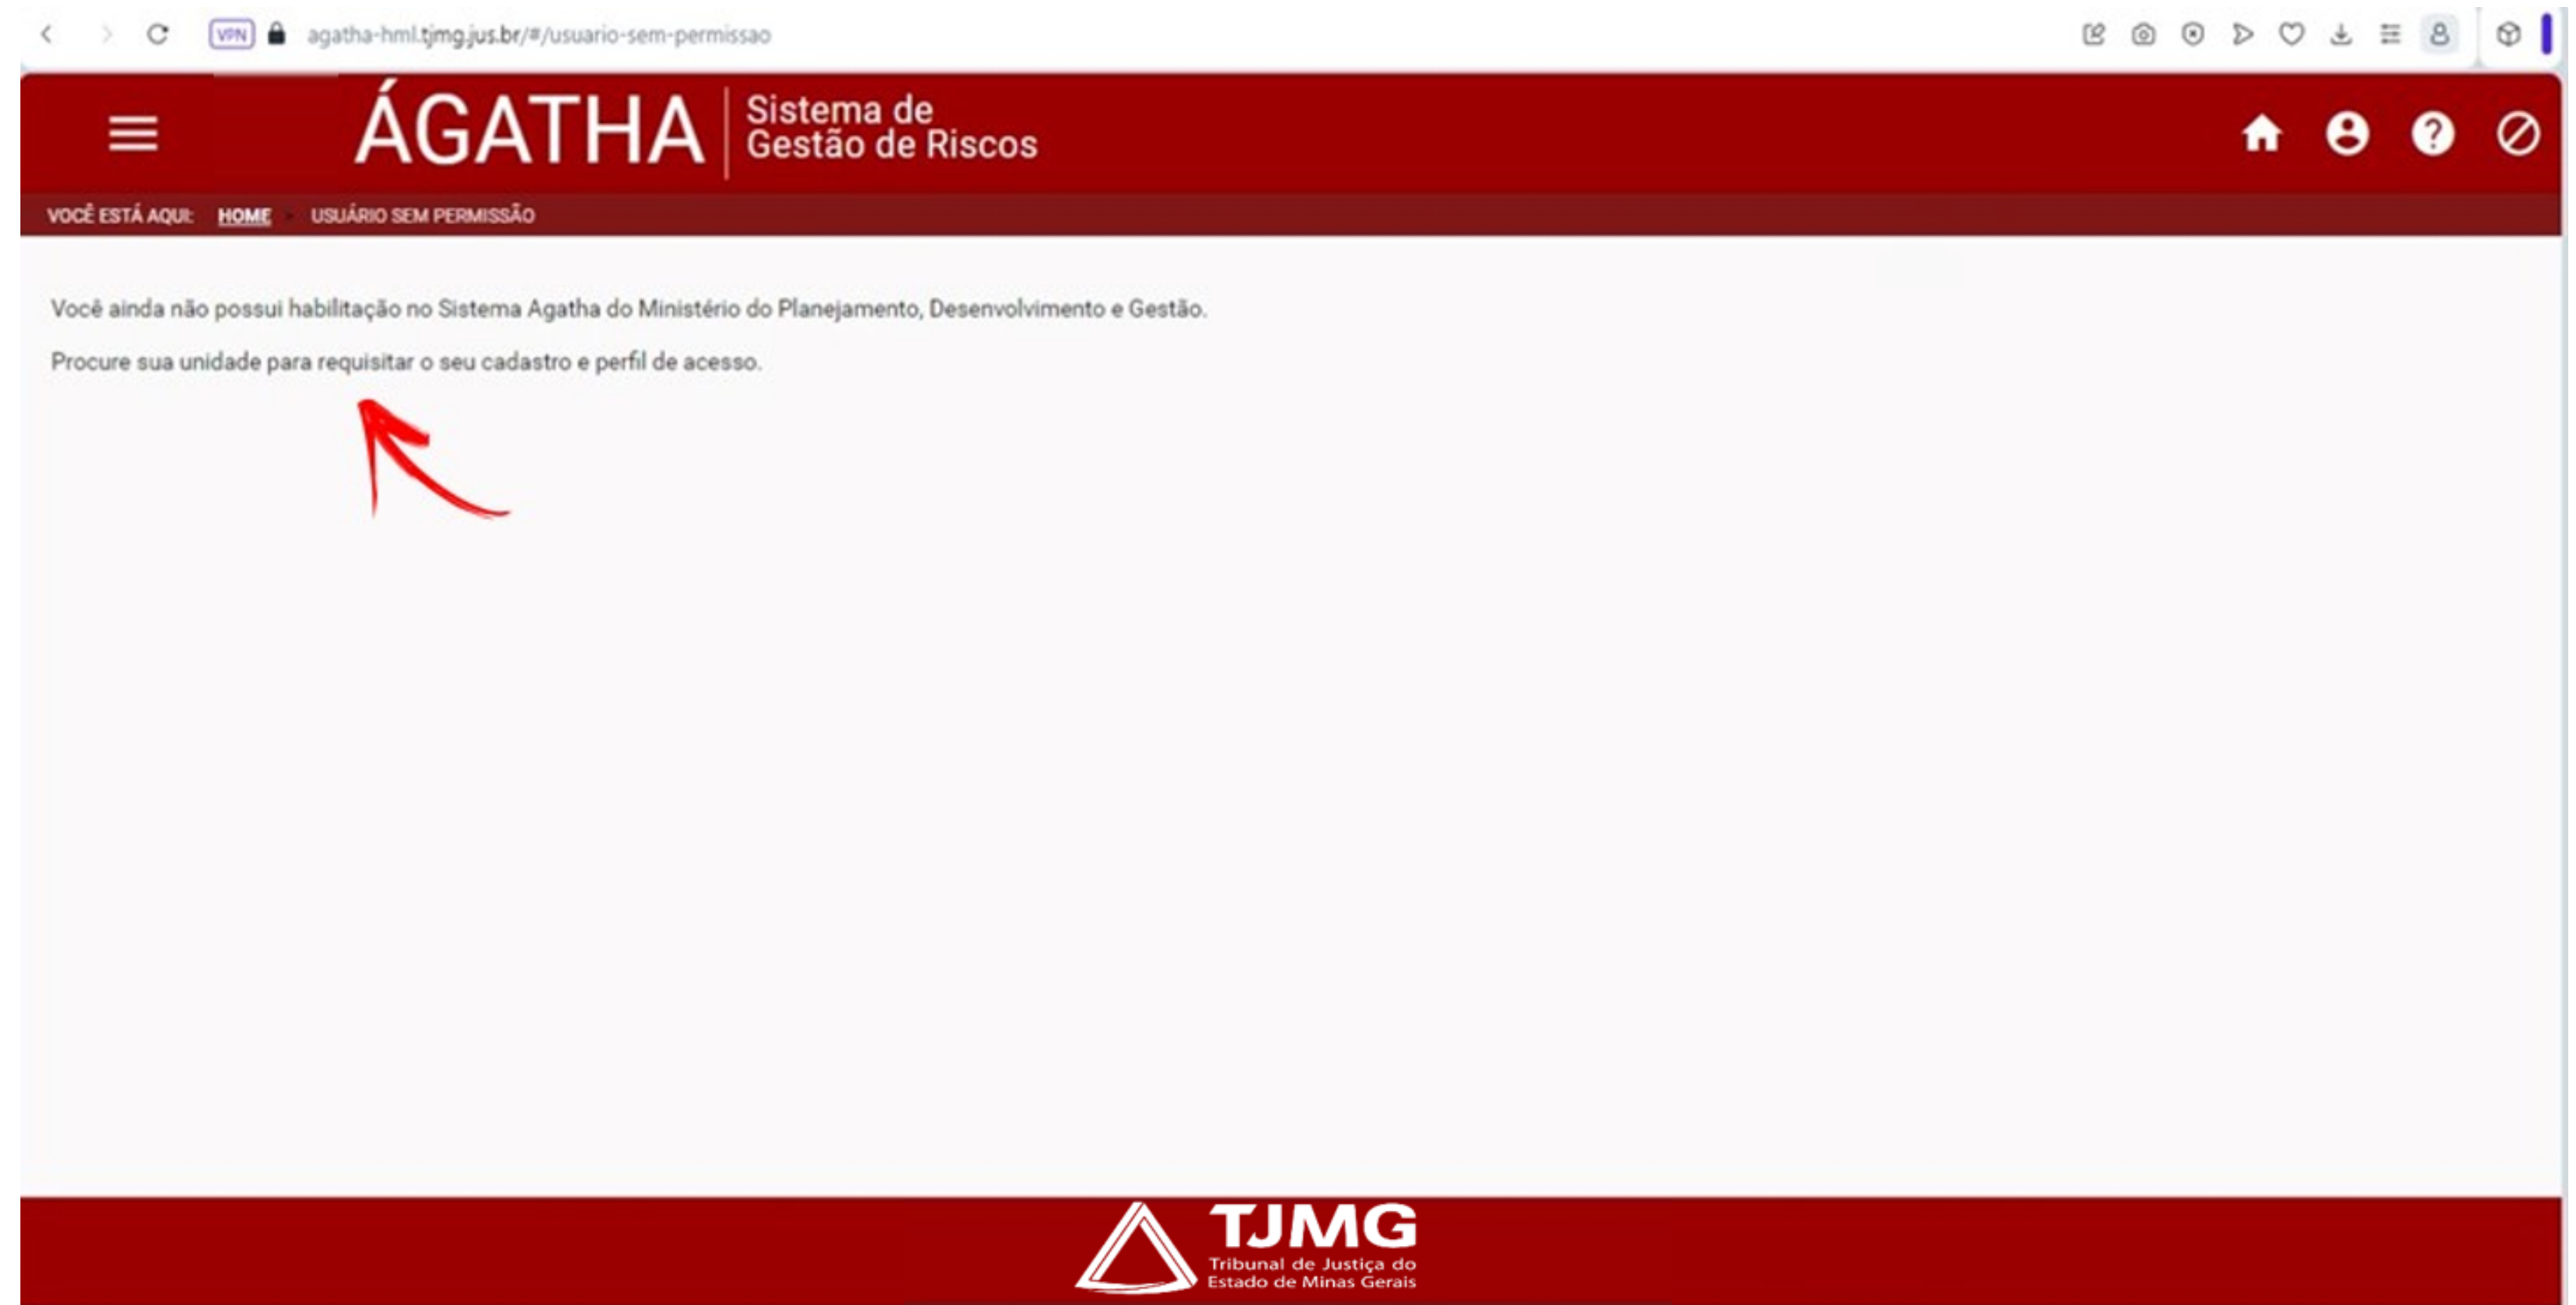 VPN agatha-hml.tjmg.jus.br/#/usuario-sem-permissao
ÁGATHA
Sistema de
Gestão de Riscos
VOCÊ ESTÁ AQUI: HOME > USUÁRIO SEM PERMISSÃO
Você ainda não possui habilitação no Sistema Agatha do Ministério do Planejamento, Desenvolvimento e Gestão.
Procure sua unidade para requisitar o seu cadastro e perfil de acesso.
TJMG
Tribunal de Justiça do
Estado de Minas Gerais